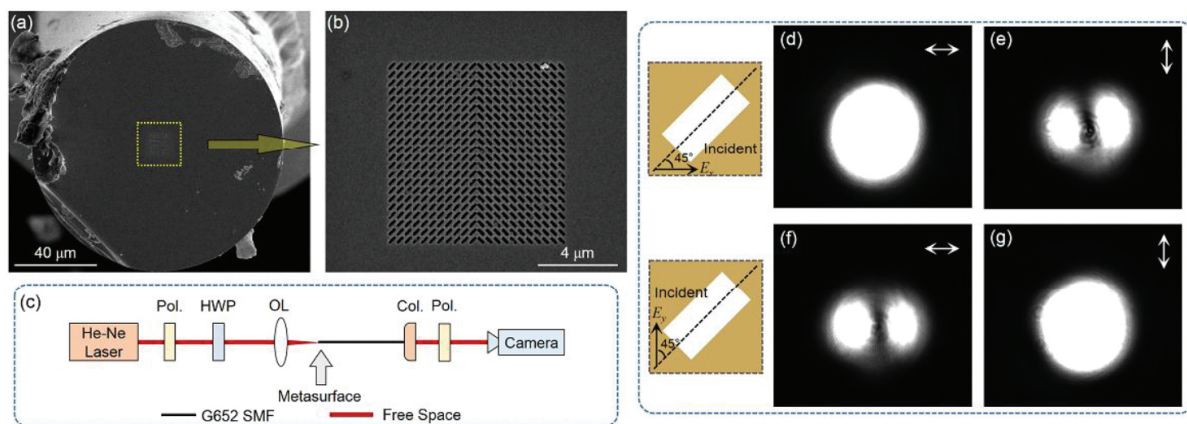 (a)
40 μm
(b)
4 μm
(c)
Pol.
HWP
OL
Col.
Pol.
He-Ne
Laser
Camera
Metasurface
G652 SMF
Free Space
Incident
45°
Ex
(d)
(e)
Incident
Ey
45°
(f)
(g)